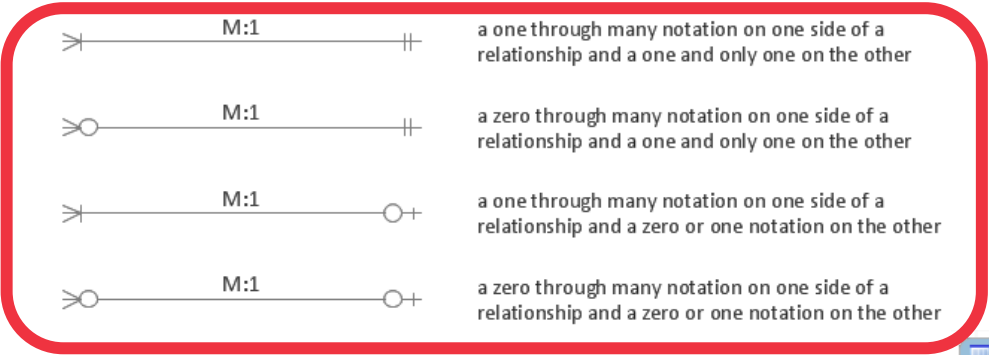 M:1
a one through many notation on one side of a
relationship and a one and only one on the other
M:1
a zero through many notation on one side of a
relationship and a one and only one on the other
M:1
a one through many notation on one side of a
relationship and a zero or one notation on the other
M:1
a zero through many notation on one side of a
relationship and a zero or one notation on the other